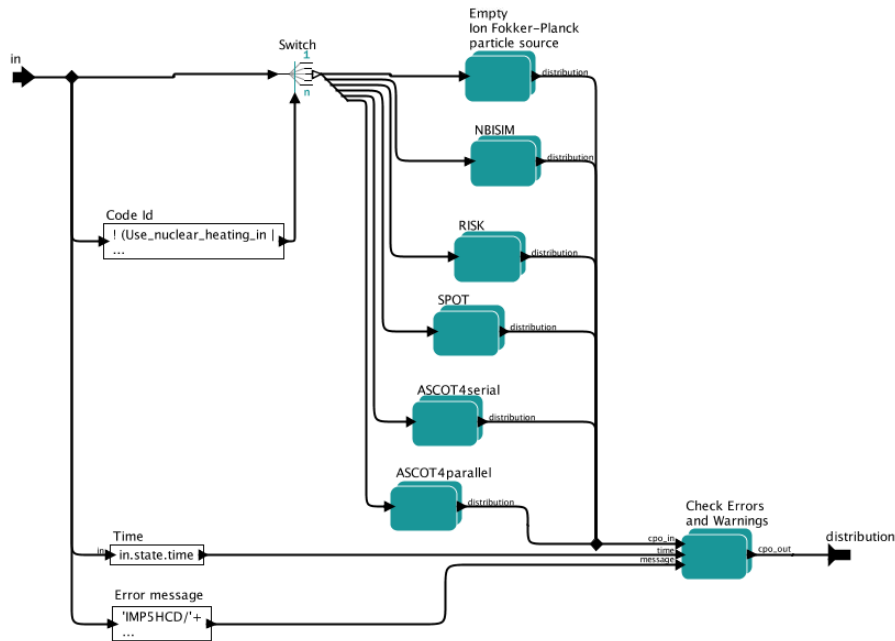 Empty
Ion Fokker-Planck
particle source
Switch
in
1
n
distribution
NBISIM
distribution
Code Id
! (Use_nuclear_heating_in |
...
RISK
distribution
SPOT
distribution
ASCOT4serial
distribution
ASCOT4parallel
distribution
Check Errors
and Warnings
Time
in
in.state.time
cpo_in
time
message
cpo_out
distribution
Error message
'IMP5HCD/'+
...